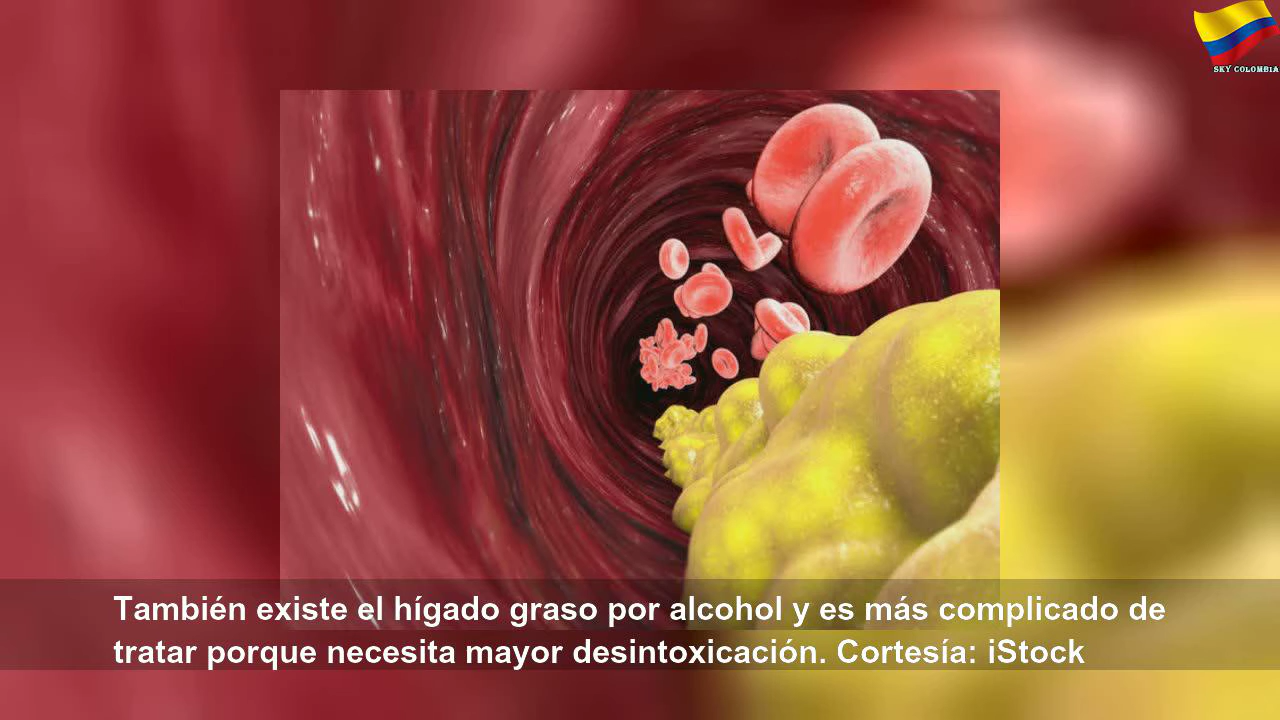 SKY COLOMBIA
También existe el hígado graso por alcohol y es más complicado de
tratar porque necesita mayor desintoxicación. Cortesía: iStock